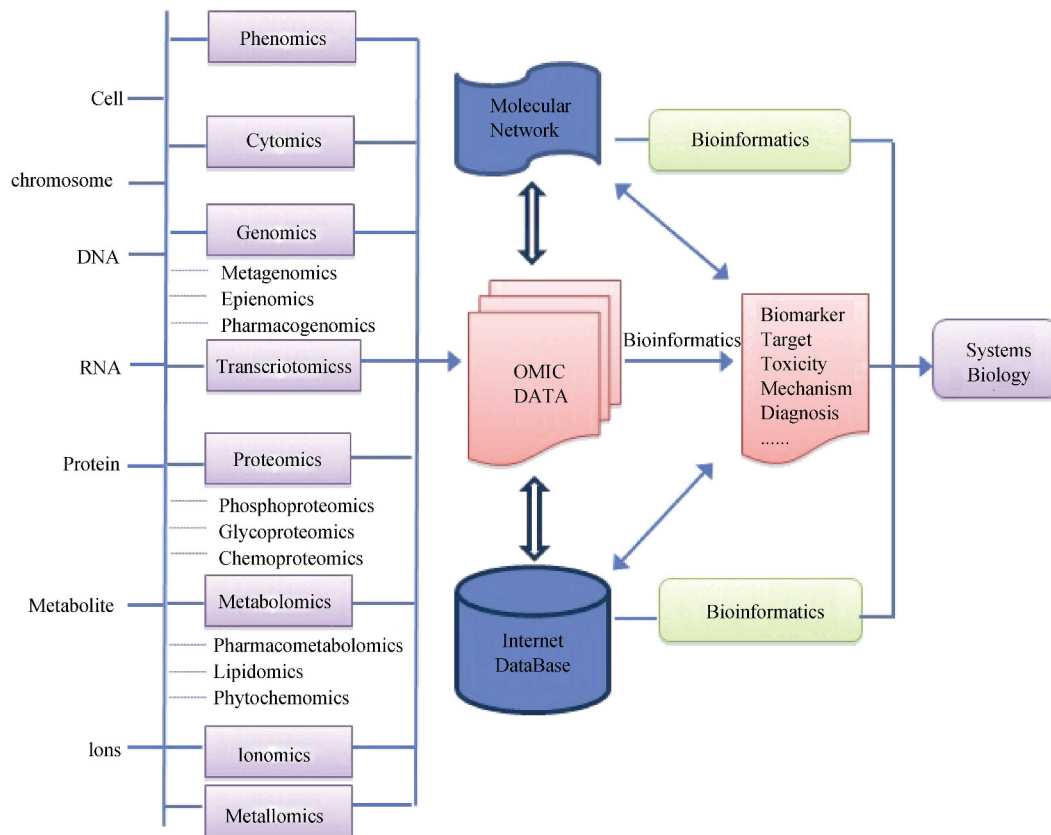 Cell
chromosome
DNA
RNA
Protein
Metabolite
Ions
Phenomics
Cytomics
Genomics
Metagenomics
Epienomics
Pharmacogenomics
Transcriotomicss
Proteomics
Phosphoproteomics
Glycoproteomics
Chemoproteomics
Metabolomics
Pharmacometabolomics
Lipidomics
Phytochemomics
Ionomics
Metallomics
Molecular
Network
OMIC
DATA
Internet
DataBase
Bioinformatics
Bioinformatics
Bioinformatics
Biomarker
Target
Toxicity
Mechanism
Diagnosis
......
Systems
Biology